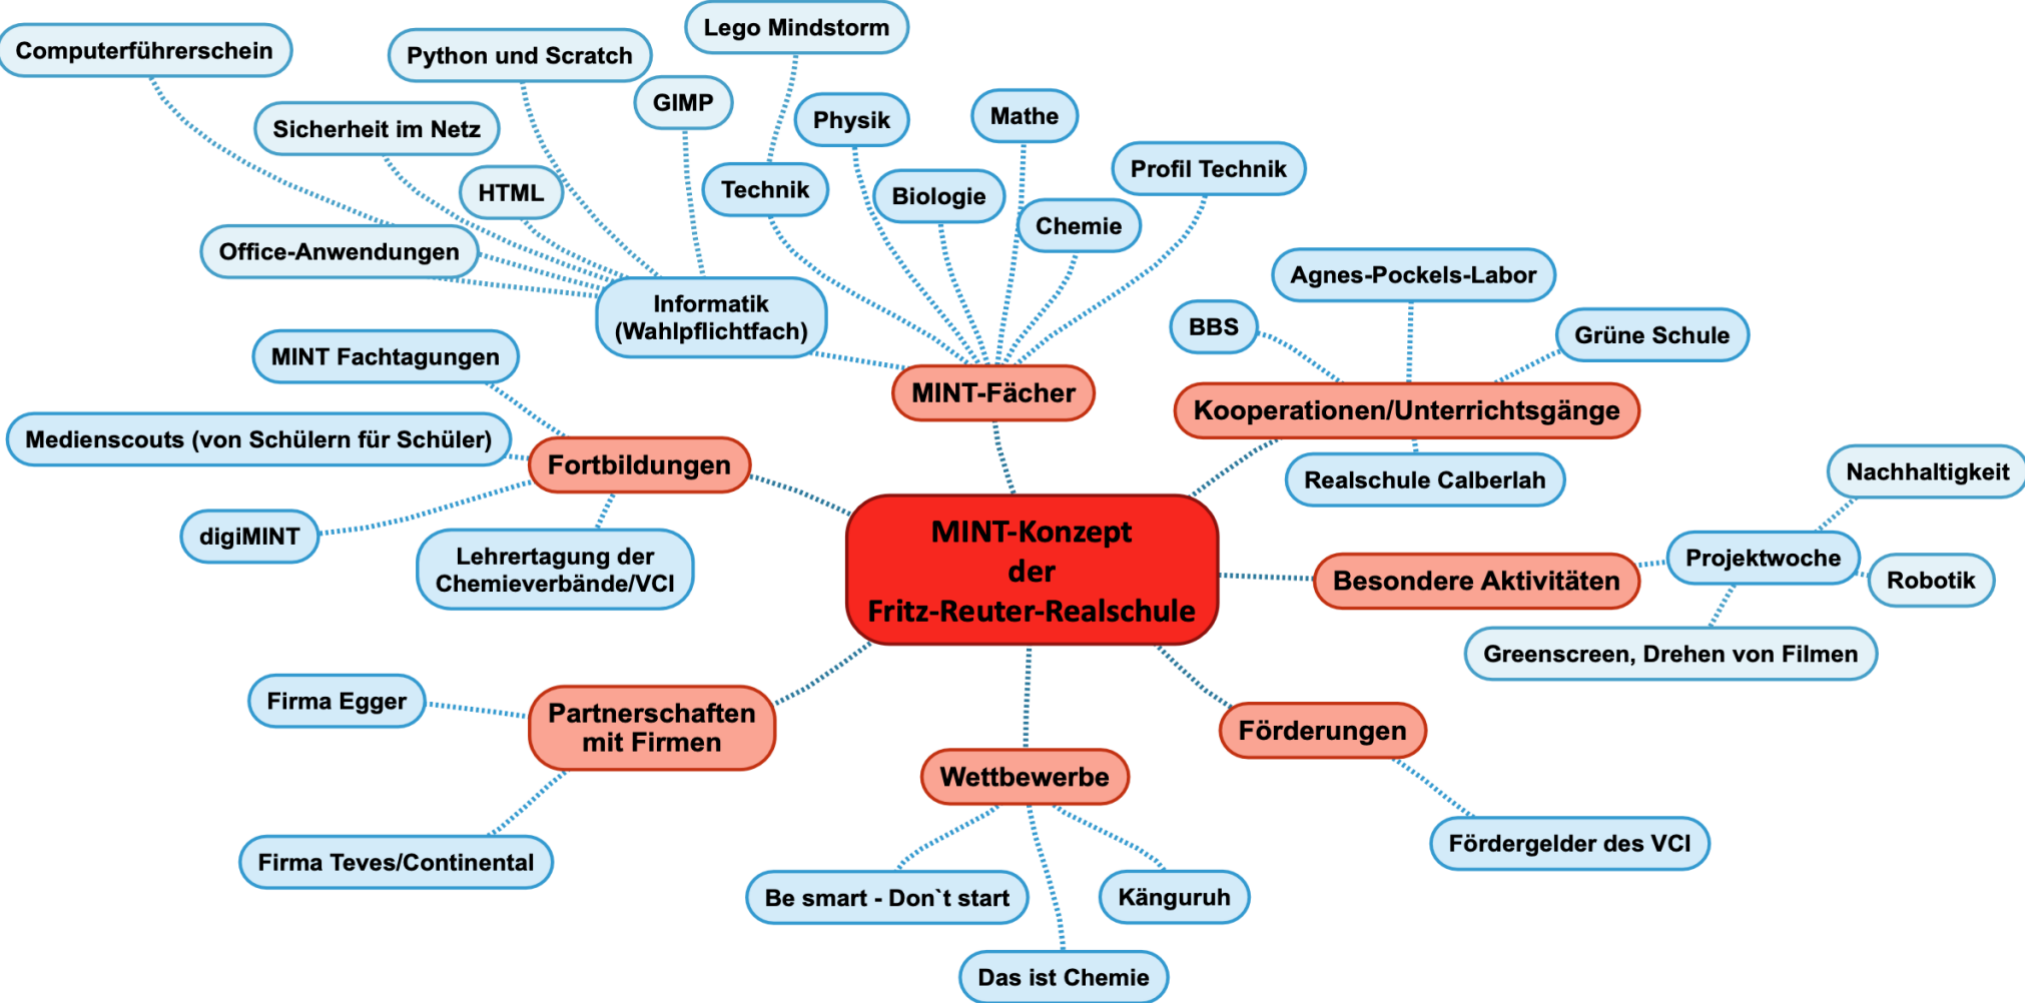 Lego Mindstorm
Computerführerschein
Python und Scratch
GIMP
Physik
Mathe
Sicherheit im Netz
Profil Technik
HTML
Technik
Biologie
Chemie
Office-Anwendungen
Agnes-Pockels-Labor
Informatik
(Wahlpflichtfach)
BBS
Grüne Schule
MINT Fachtagungen
MINT-Fächer
Kooperationen/Unterrichtsgänge
Medienscouts (von Schülern für Schüler)
Fortbildungen
Realschule Calberlah
Nachhaltigkeit
digiMINT
Lehrertagung der
Chemieverbände/VCI
MINT-Konzept
der
Fritz-Reuter-Realschule
Projektwoche
Besondere Aktivitäten
Robotik
Greenscreen, Drehen von Filmen
Firma Egger
Partnerschaften
mit Firmen
Förderungen
Wettbewerbe
Firma Teves/Continental
Fördergelder des VCI
Be smart - Don`t start
Känguruh
Das ist Chemie